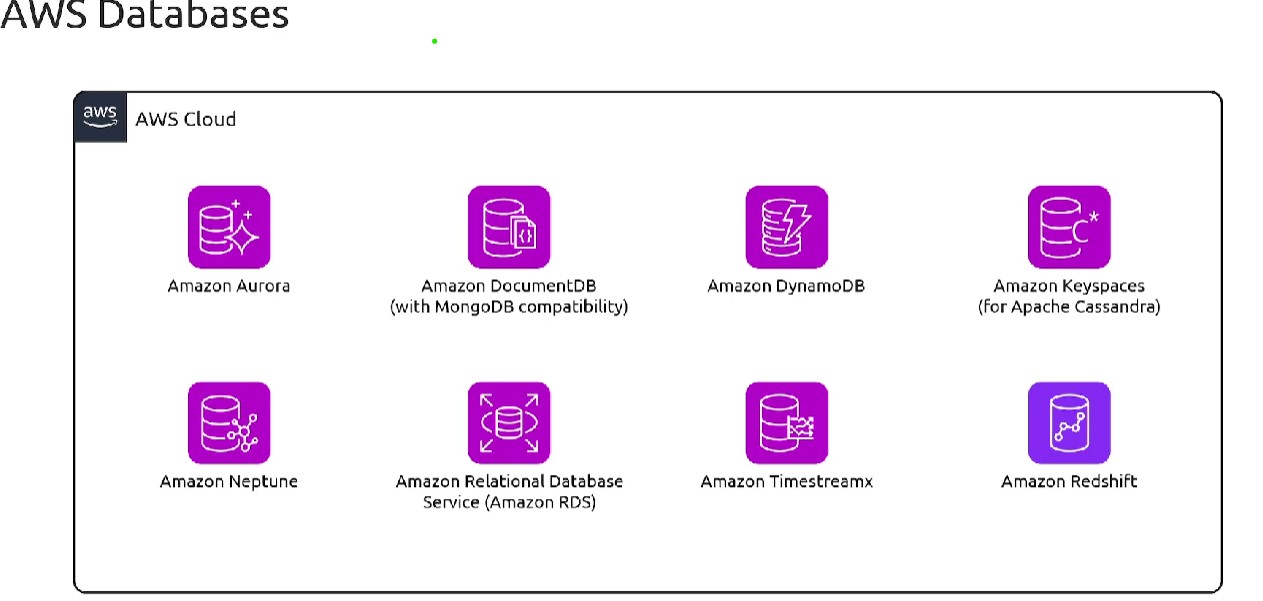 AWS Databases
aws
AWS Cloud
Amazon Aurora
Amazon DocumentDB
(with MongoDB compatibility)
Amazon DynamoDB
C*
Amazon Keyspaces
(for Apache Cassandra)
Amazon Neptune
Amazon Relational Database
Service (Amazon RDS)
Amazon Timestreamx
Amazon Redshift